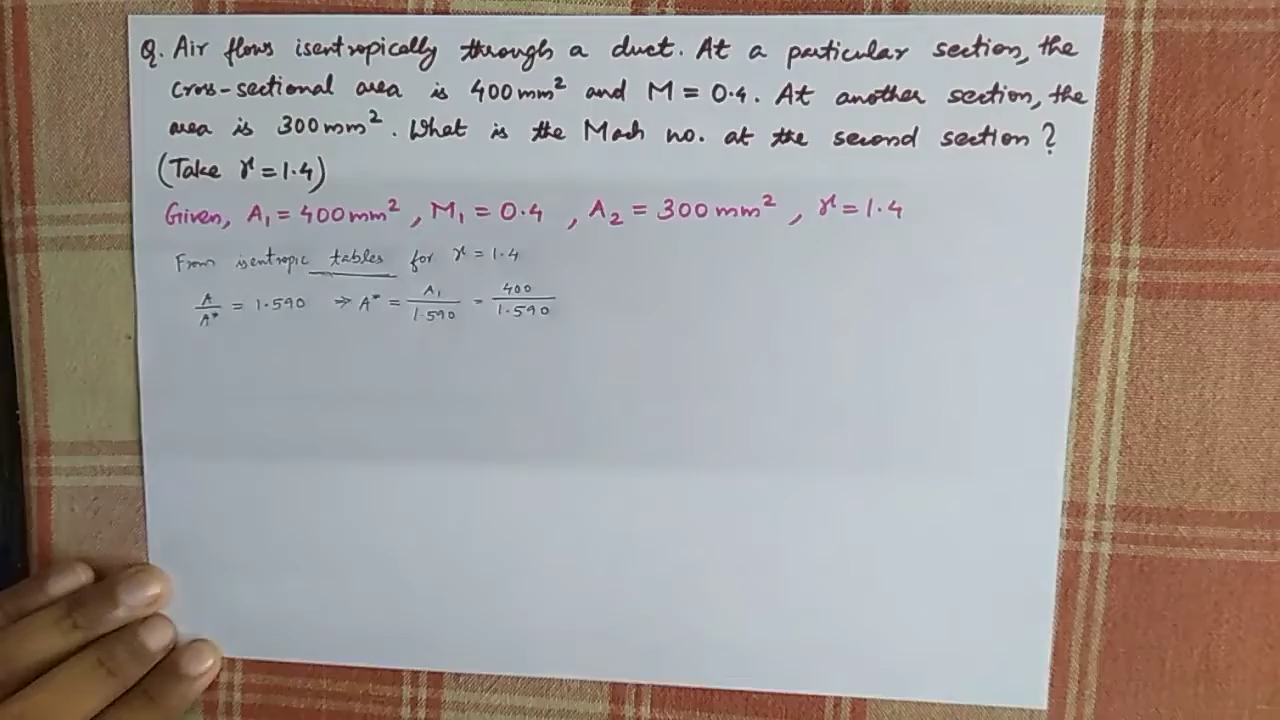 Q. Air flows isentropically through a duct. At a particular section, the
cross-sectional area is 400 mm² and M = 0.4. At another section, the
area is 300 mm². What is the Mach no. at the second section?
(Take γ = 1.4)
Given, A₁ = 400 mm², M₁ = 0.4, A₂ = 300 mm², γ = 1.4
From isentropic tables for γ = 1.4
A/A* = 1.590 ⇒ A* = A₁/1.590 = 400/1.590